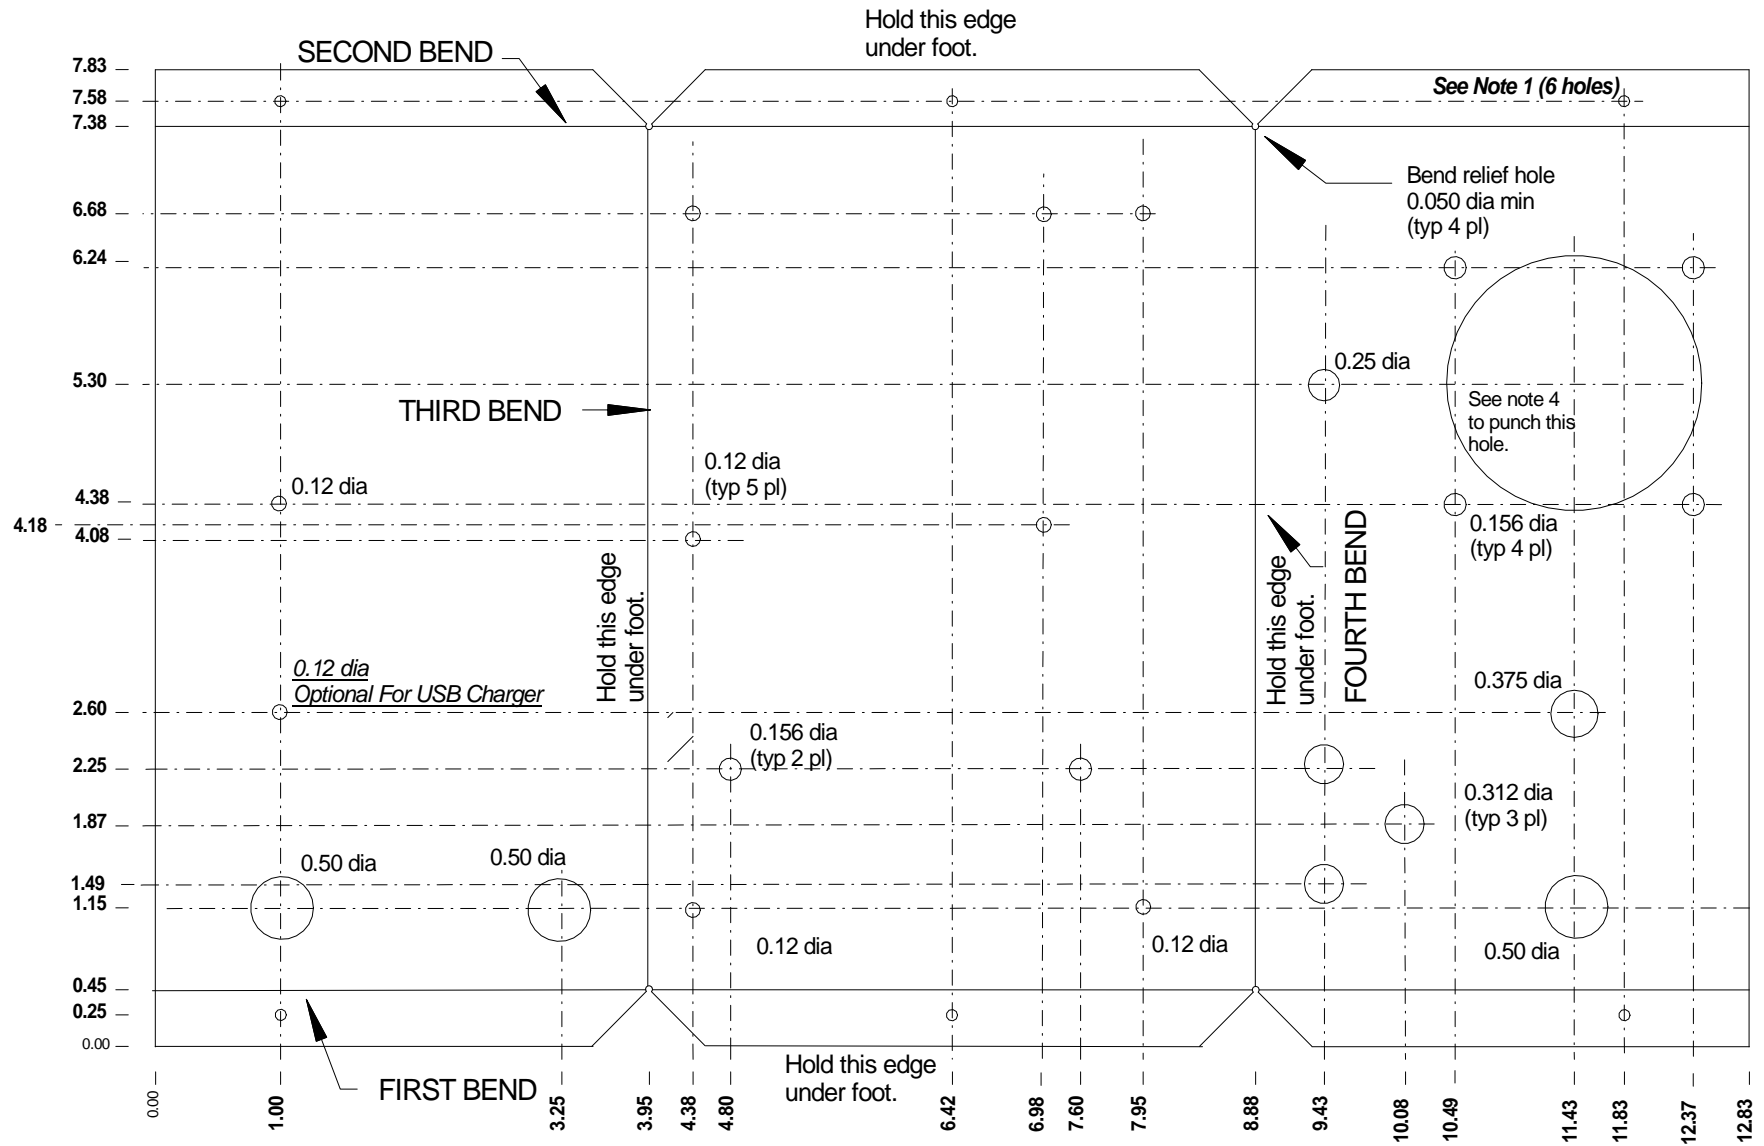 Hold this edge
under foot.
SECOND BEND
7.83
7.58
7.38
See Note 1 (6 holes)
Bend relief hole
0.050 dia min
(typ 4 pl)
6.68
6.24
5.30
0.25 dia
See note 4
to punch this
hole.
THIRD BEND
0.12 dia
(typ 5 pl)
0.12 dia
4.38
4.18
4.08
0.156 dia
(typ 4 pl)
Hold this edge
under foot.
Hold this edge
under foot.
FOURTH BEND
0.12 dia
Optional For USB Charger
0.375 dia
2.60
0.156 dia
(typ 2 pl)
2.25
0.312 dia
(typ 3 pl)
1.87
0.50 dia
0.50 dia
1.49
1.15
0.12 dia
0.12 dia
0.50 dia
0.45
0.25
0.00
FIRST BEND
Hold this edge
under foot.
0.00
1.00
3.25
3.95
4.38
4.80
6.42
6.98
7.60
7.95
8.88
9.43
10.08
10.49
11.43
11.83
12.37
12.83